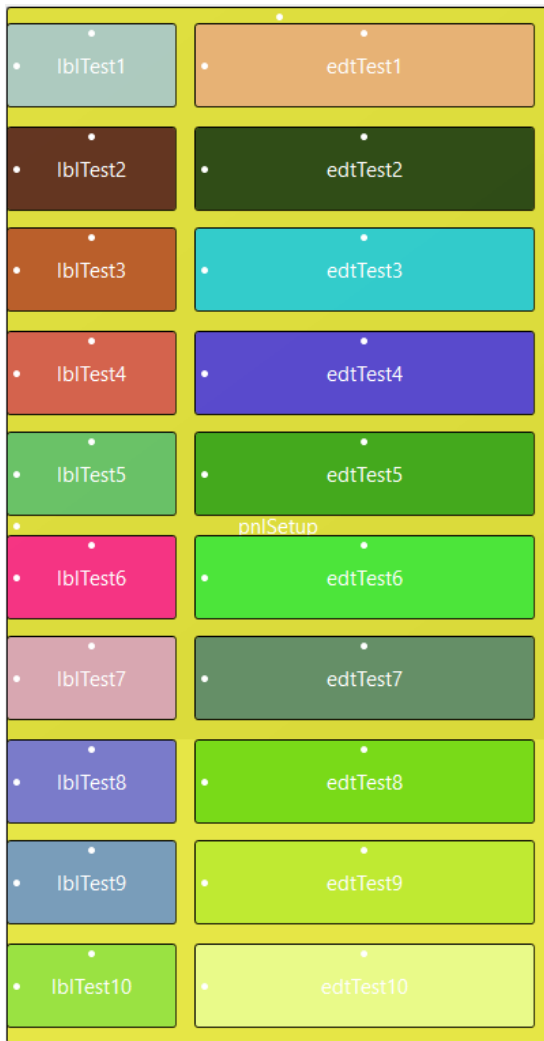 lblTest1 edtTest1
lblTest2 edtTest2
lblTest3 edtTest3
lblTest4 edtTest4
lblTest5 edtTest5
pnlSetup
lblTest6 edtTest6
lblTest7 edtTest7
lblTest8 edtTest8
lblTest9 edtTest9
lblTest10 edtTest10